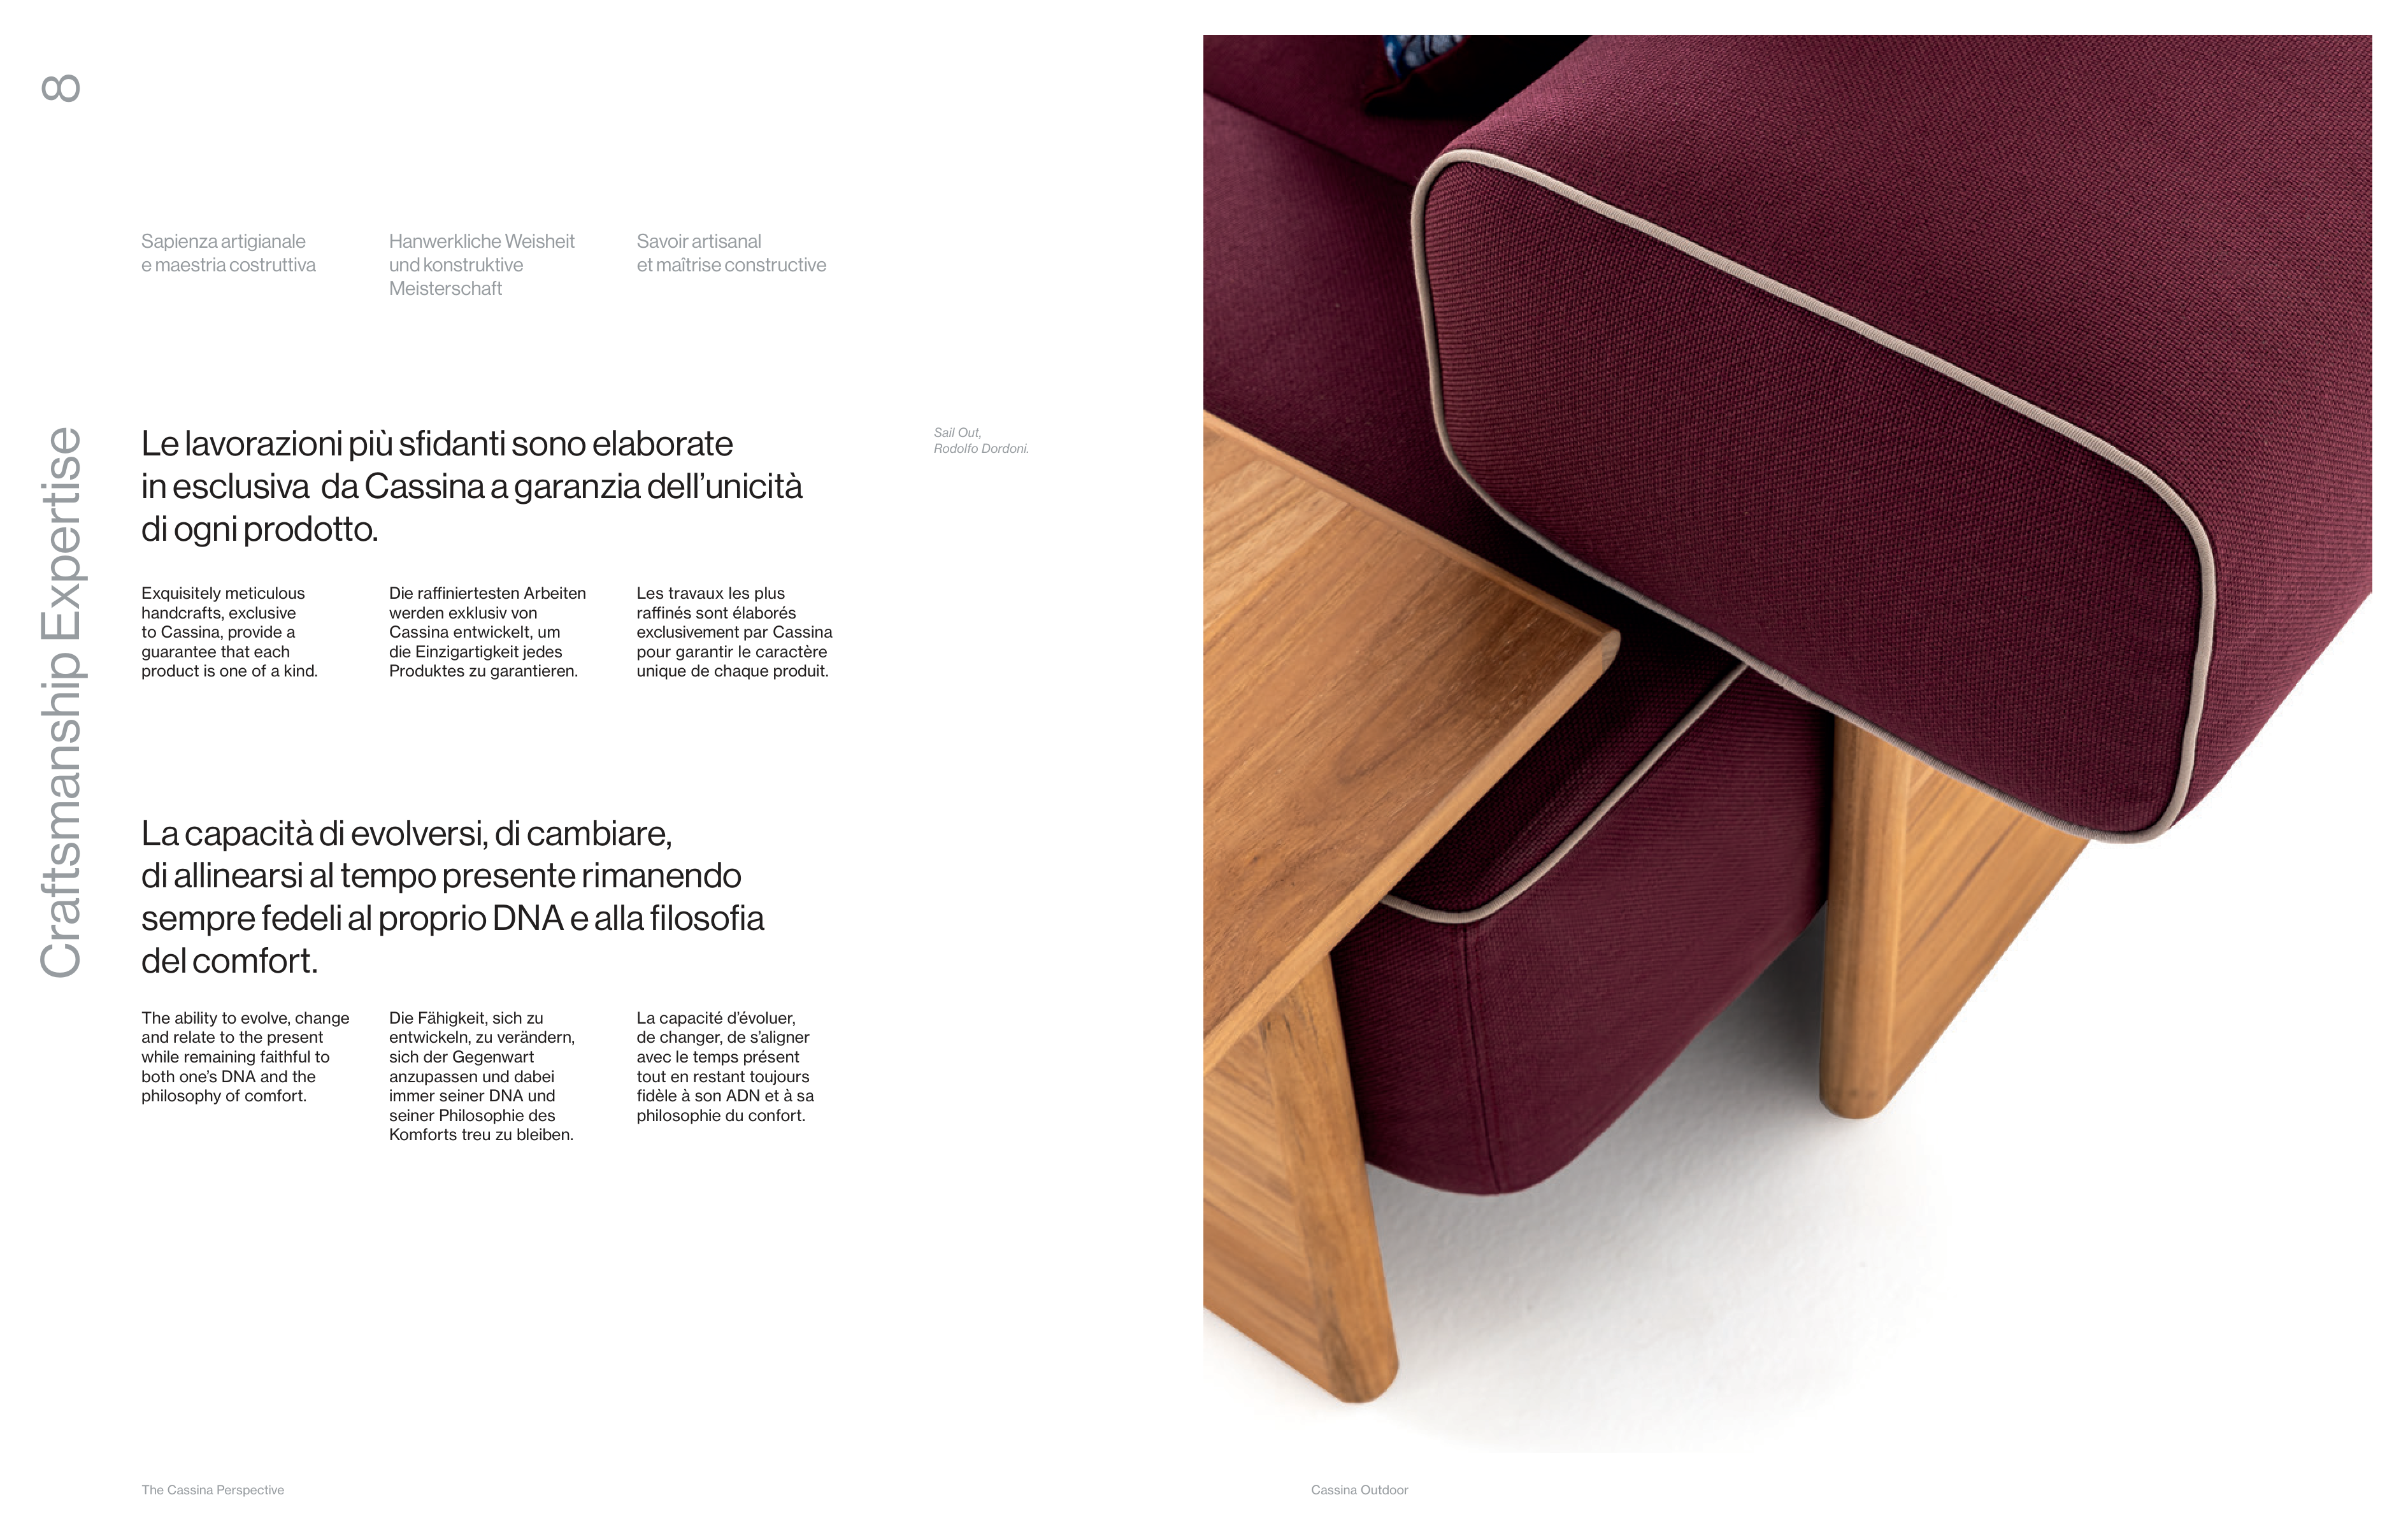 8
Craftsmanship Expertise
Sapienza artigianale
e maestria costruttiva
Hanwerkliche Weisheit
und konstruktive
Meisterschaft
Savoir artisanal
et maîtrise constructive
Le lavorazioni più sfidanti sono elaborate
in esclusiva  da Cassina a garanzia dell’unicità
di ogni prodotto.
Sail Out,
Rodolfo Dordoni.
Exquisitely meticulous
handcrafts, exclusive
to Cassina, provide a
guarantee that each
product is one of a kind.
Die raffiniertesten Arbeiten
werden exklusiv von
Cassina entwickelt, um
die Einzigartigkeit jedes
Produktes zu garantieren.
Les travaux les plus
raffinés sont élaborés
exclusivement par Cassina
pour garantir le caractère
unique de chaque produit.
La capacità di evolversi, di cambiare,
di allinearsi al tempo presente rimanendo
sempre fedeli al proprio DNA e alla filosofia
del comfort.
The ability to evolve, change
and relate to the present
while remaining faithful to
both one’s DNA and the
philosophy of comfort.
Die Fähigkeit, sich zu
entwickeln, zu verändern,
sich der Gegenwart
anzupassen und dabei
immer seiner DNA und
seiner Philosophie des
Komforts treu zu bleiben.
La capacité d’évoluer,
de changer, de s’aligner
avec le temps présent
tout en restant toujours
fidèle à son ADN et à sa
philosophie du confort.
The Cassina Perspective
Cassina Outdoor